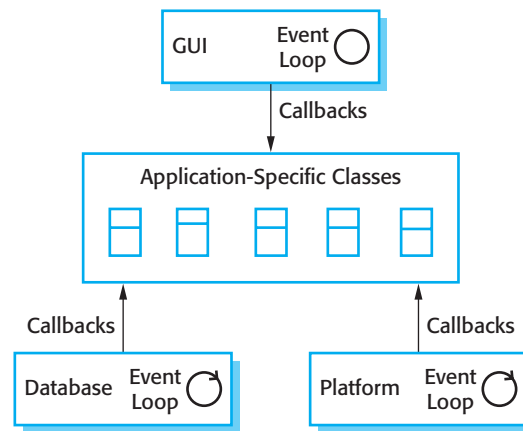 GUI
Event
Loop
Callbacks
Application-Specific Classes
Callbacks
Callbacks
Database
Event
Loop
Platform
Event
Loop